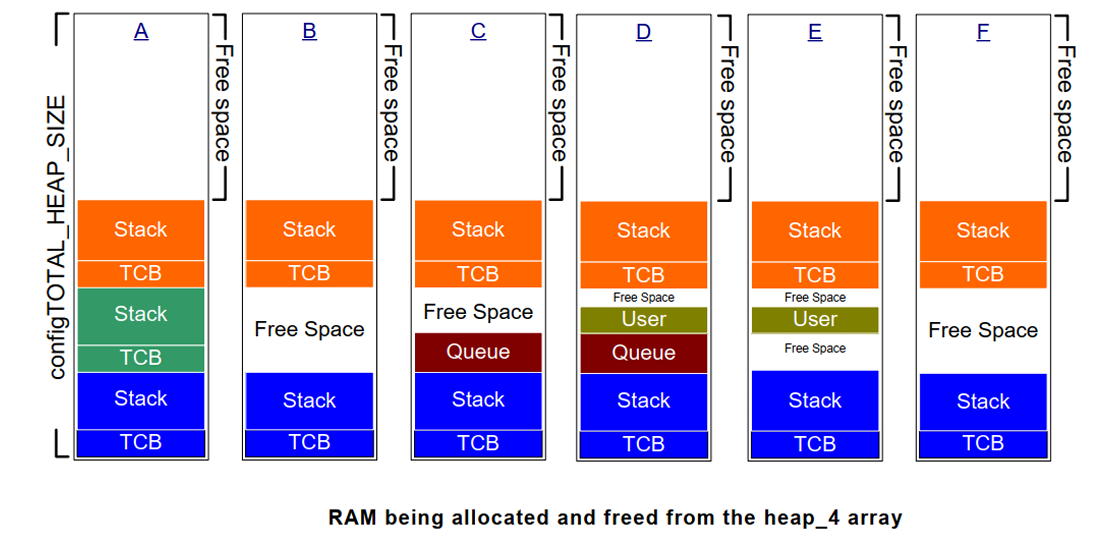 A
B
C
D
E
F
configTOTAL_HEAP_SIZE
Free space
Free space
Free space
Free space
Free space
Free space
Stack
TCB
Stack
TCB
Stack
TCB
Stack
TCB
Free Space
Stack
TCB
Stack
TCB
Free Space
Queue
Stack
TCB
Stack
TCB
Free Space
User
Queue
Stack
TCB
Stack
TCB
Free Space
User
Free Space
Stack
TCB
Stack
TCB
Free Space
Stack
TCB
RAM being allocated and freed from the heap_4 array